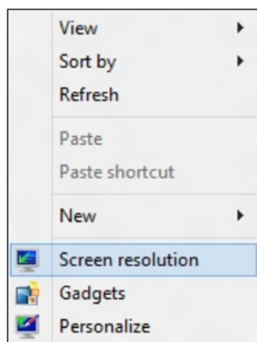 View
Sort by
Refresh
Paste
Paste shortcut
New
Screen resolution
Gadgets
Personalize